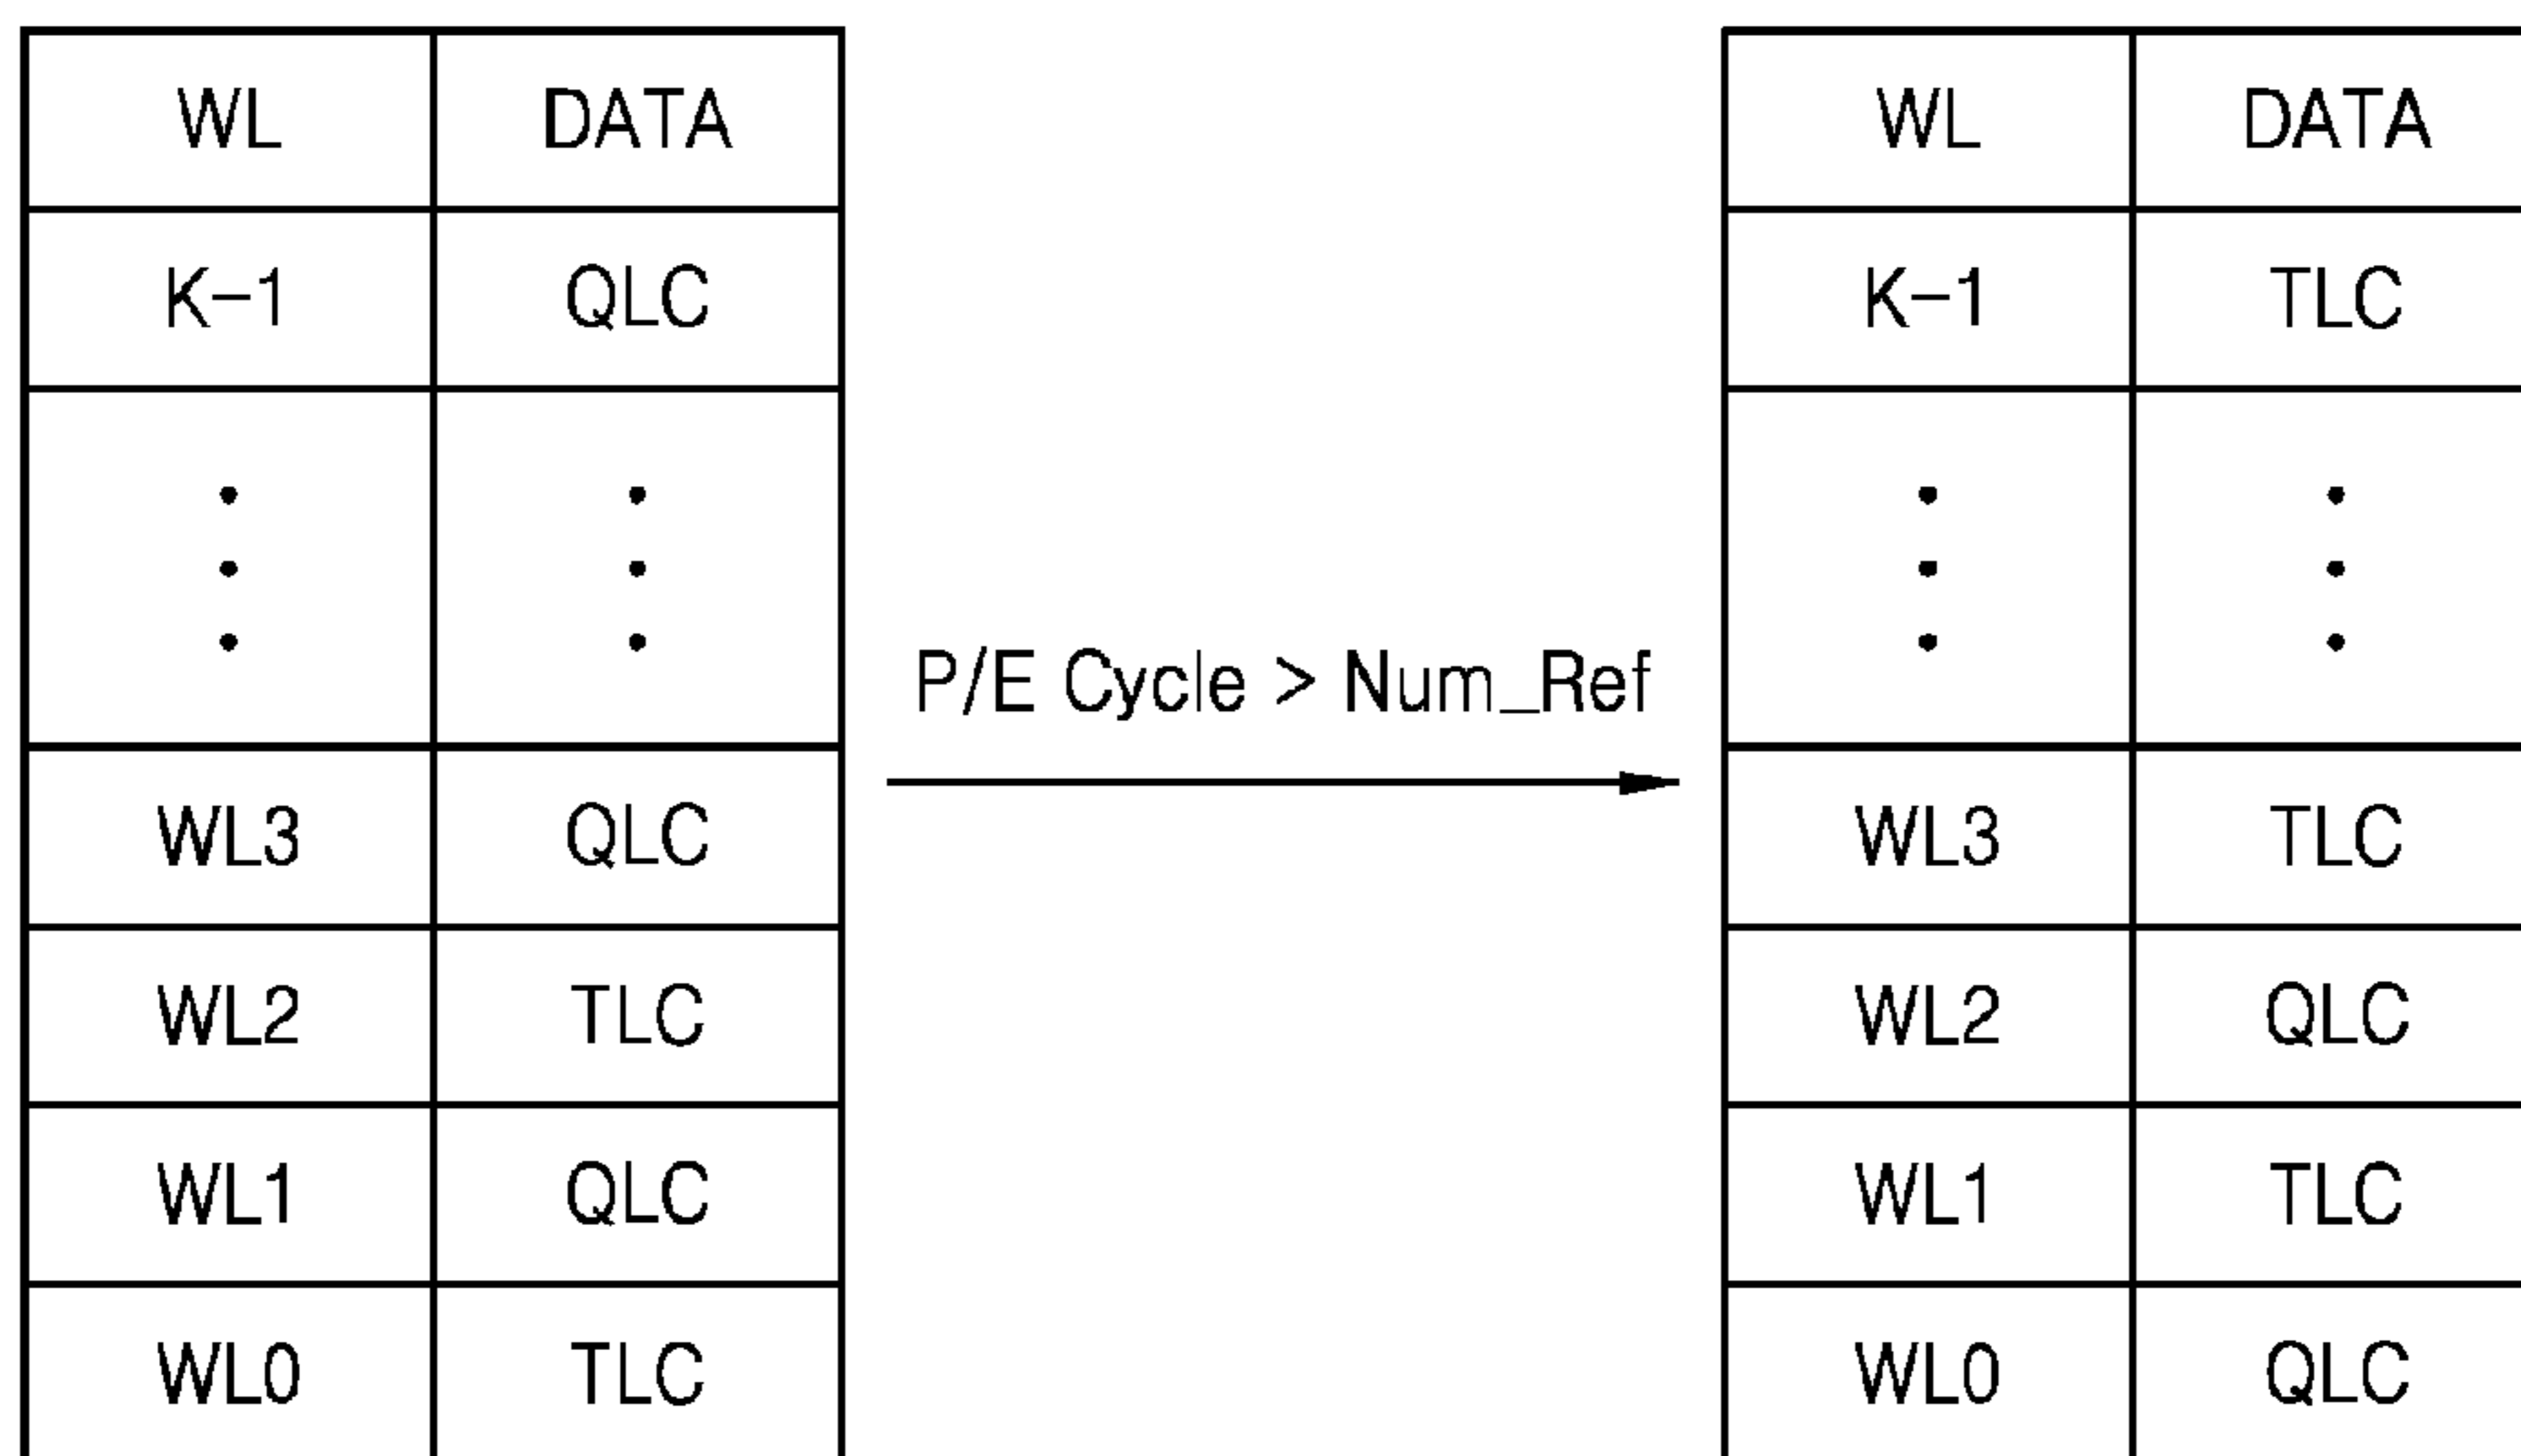 WL DATA
K-1 QLC
WL3 QLC
WL2 TLC
WL1 QLC
WL0 TLC
P/E Cycle > Num_Ref
WL DATA
K-1 TLC
WL3 TLC
WL2 QLC
WL1 TLC
WL0 QLC